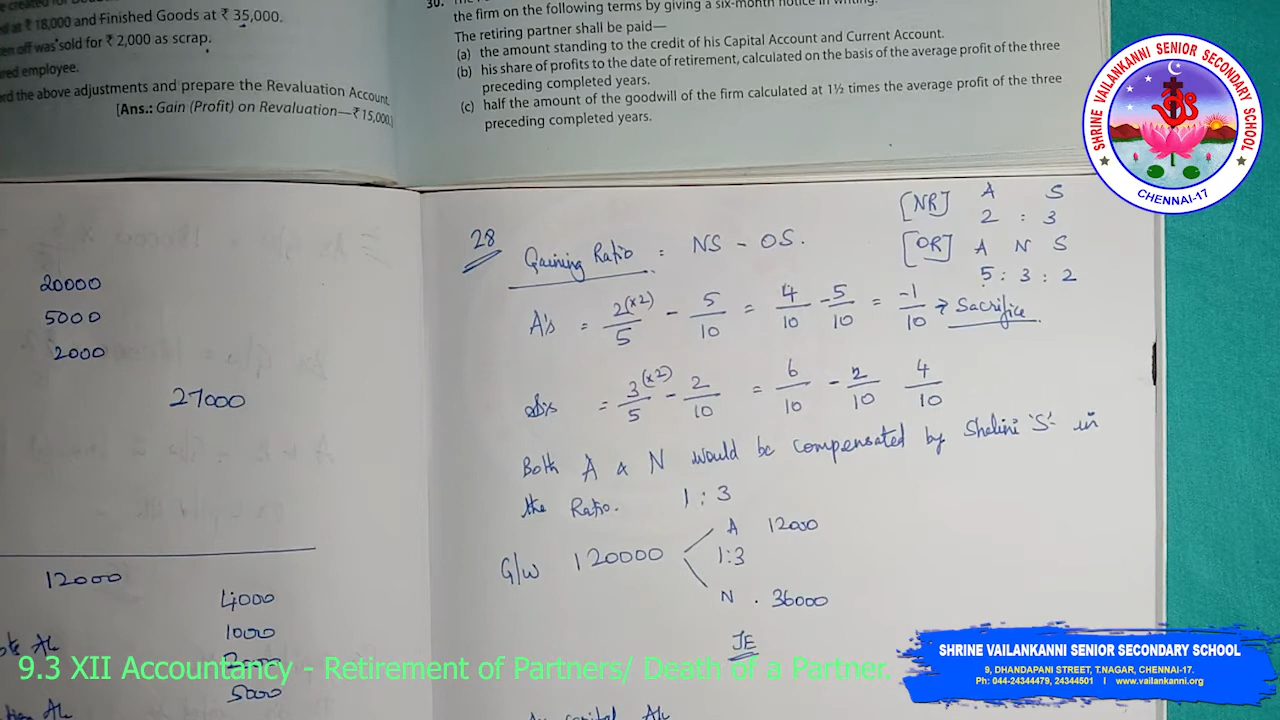 at ₹ 18,000 and Finished Goods at ₹ 35,000.
off was sold for ₹ 2,000 as scrap.
employee.
the above adjustments and prepare the Revaluation Account.
[Ans.: Gain (Profit) on Revaluation—₹ 15,000.]
30.
the firm on the following terms by giving a six-month notice in writing.
The retiring partner shall be paid—
(a) the amount standing to the credit of his Capital Account and Current Account.
(b) his share of profits to the date of retirement, calculated on the basis of the average profit of the three
preceding completed years.
(c) half the amount of the goodwill of the firm calculated at 1½ times the average profit of the three
preceding completed years.
SHRINE VAILANKANNI SENIOR SECONDARY SCHOOL
CHENNAI-17
20000
5000
2000
27000
12000
4000
1000
5000
[NR] A S
2 : 3
[OR] A N S
5 : 3 : 2
28
Gaining Ratio : NS - OS.
A's = 2(x2)/5 - 5/10 = 4/10 - 5/10 = -1/10 → Sacrifice
S's = 3(x2)/5 - 2/10 = 6/10 - 2/10 4/10
Both A & N would be compensated by Shalini 'S' in
the Ratio. 1 : 3
G/W 120000
A 12000
1:3
N . 36000
JE
capital A/c
9.3 XII Accountancy - Retirement of Partners/ Death of a Partner.
SHRINE VAILANKANNI SENIOR SECONDARY SCHOOL
9, DHANDAPANI STREET, T.NAGAR, CHENNAI-17.
Ph: 044-24344479, 24344501 I www.vailankanni.org